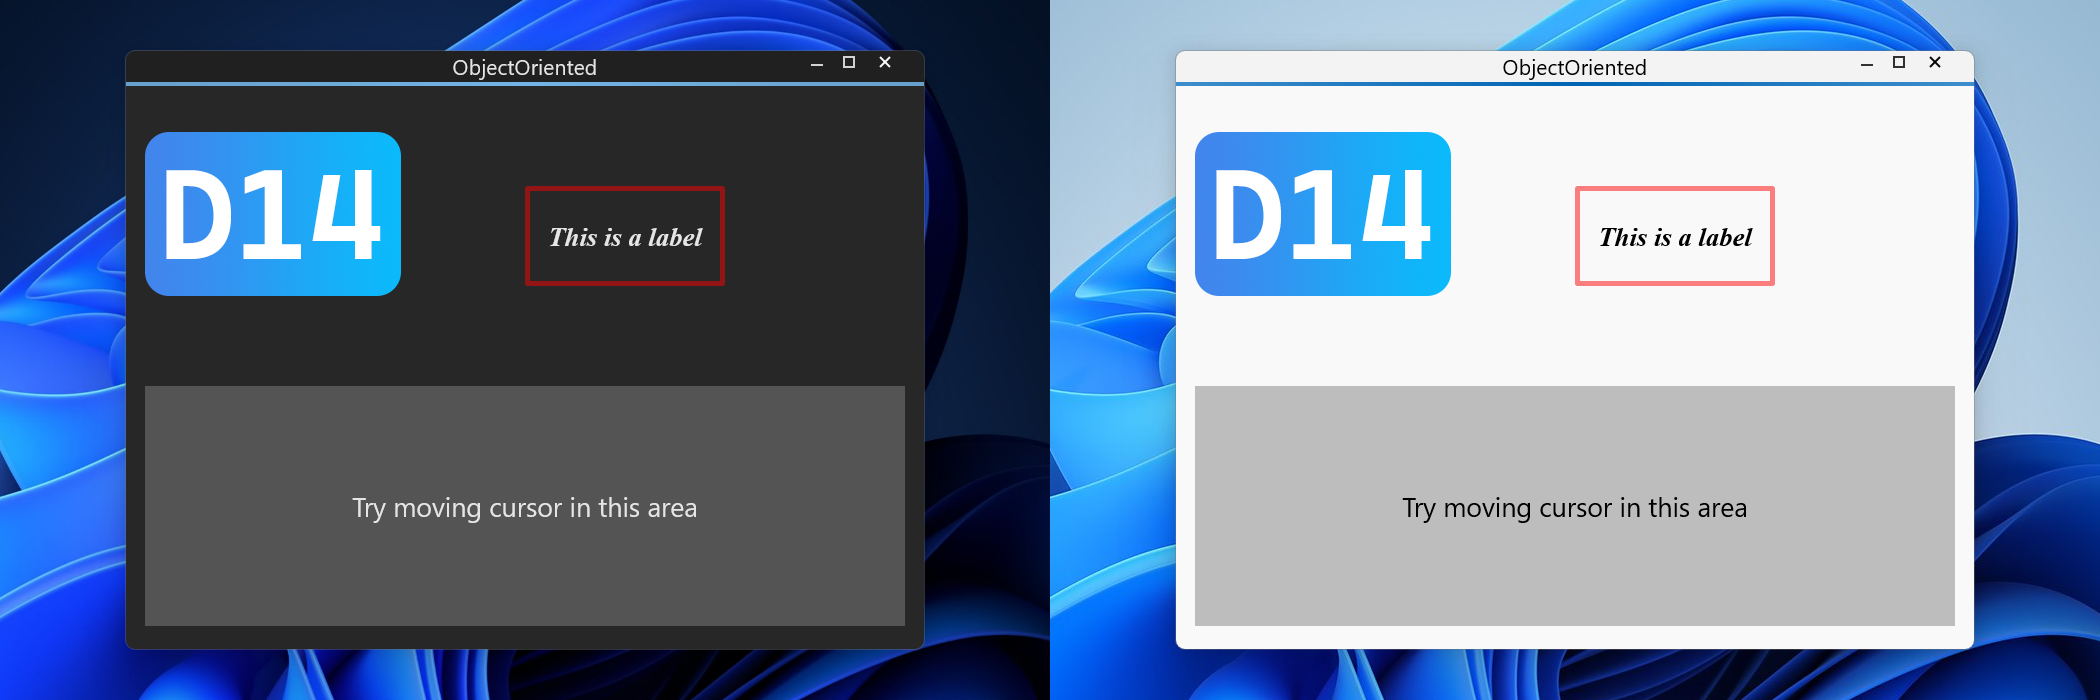 ObjectOriented
D14
This is a label
Try moving cursor in this area
ObjectOriented
D14
This is a label
Try moving cursor in this area